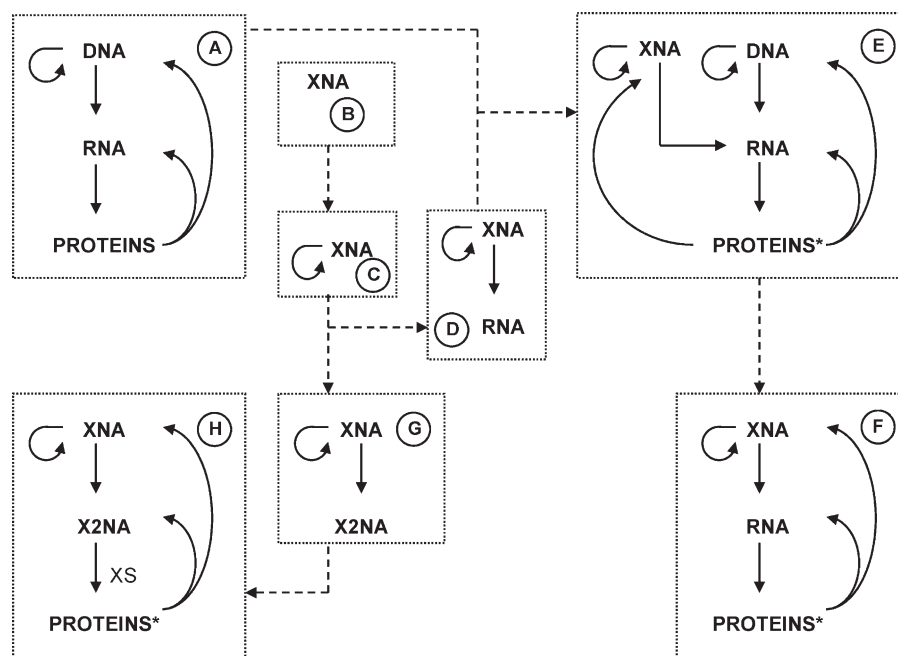 DNA
A
RNA
PROTEINS
XNA
B
XNA
C
XNA
D
RNA
XNA
DNA
E
RNA
PROTEINS*
XNA
H
X2NA
XS
PROTEINS*
XNA
G
X2NA
XNA
F
RNA
PROTEINS*